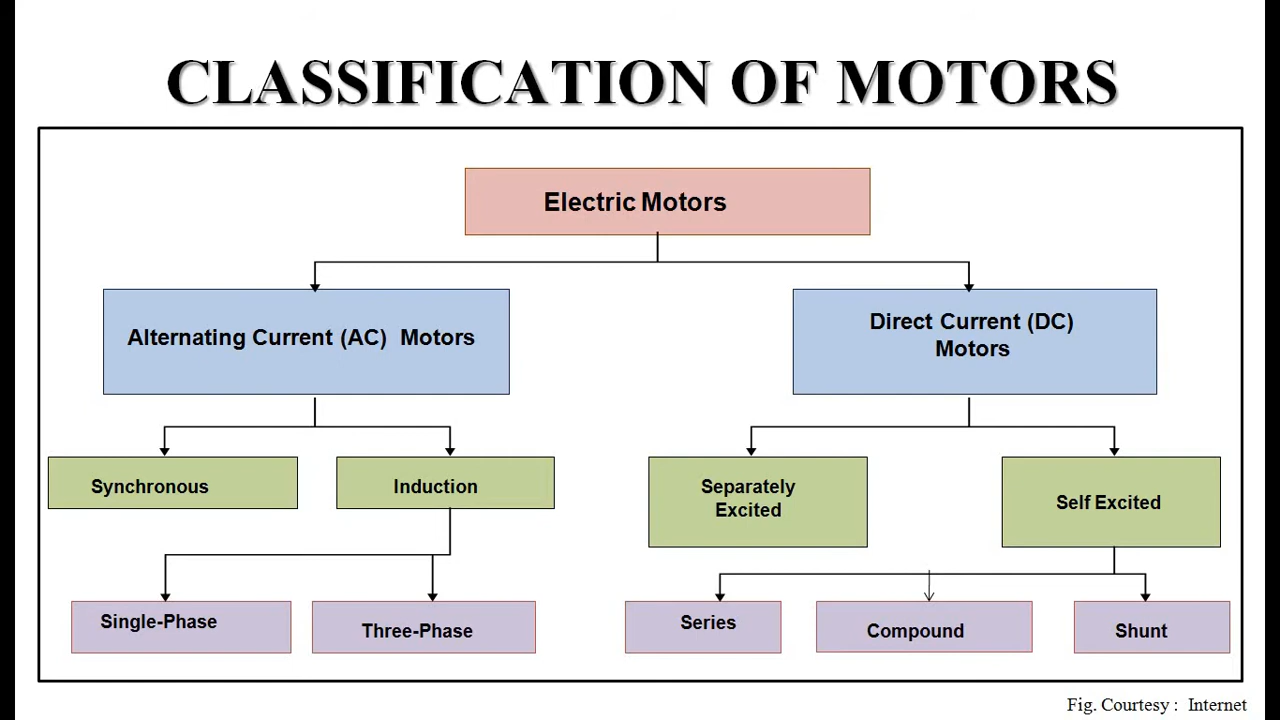 CLASSIFICATION OF MOTORS
Electric Motors
Alternating Current (AC) Motors
Direct Current (DC)
Motors
Synchronous
Induction
Separately
Excited
Self Excited
Single-Phase
Three-Phase
Series
Compound
Shunt
Fig. Courtesy : Internet